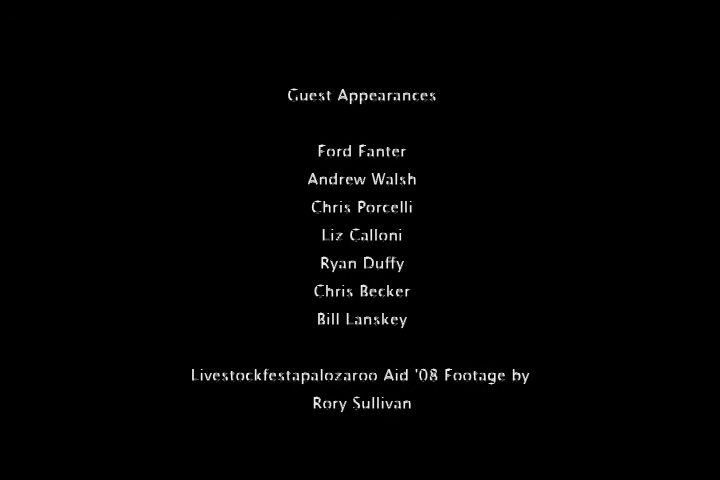 Guest Appearances
Ford Fanter
Andrew Walsh
Chris Porcelli
Liz Calloni
Ryan Duffy
Chris Becker
Bill Lanskey
Livestockfestapalozaroo Aid '08 Footage by
Rory Sullivan